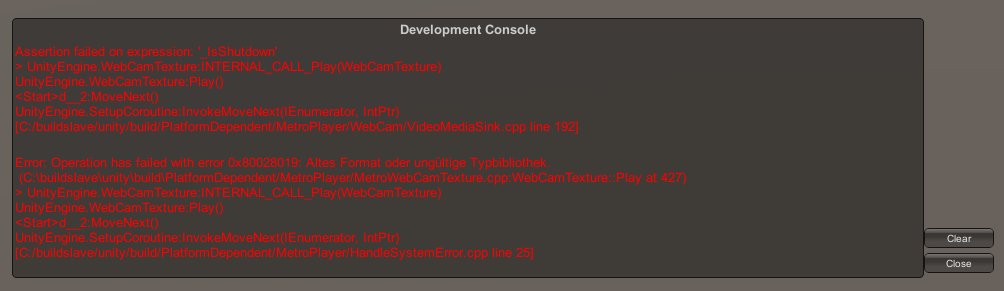 Development Console
Assertion failed on expression: '_IsShutdown'
> UnityEngine.WebCamTexture:INTERNAL_CALL_Play(WebCamTexture)
UnityEngine.WebCamTexture:Play()
<Start>d__2:MoveNext()
UnityEngine.SetupCoroutine:InvokeMoveNext(IEnumerator, IntPtr)
[C:/buildslave/unity/build/PlatformDependent/MetroPlayer/WebCam/VideoMediaSink.cpp line 192]
Error: Operation has failed with error 0x80028019: Altes Format oder ungültige Typbibliothek.
(C:\buildslave\unity\build\PlatformDependent/MetroPlayer/MetroWebCamTexture.cpp:WebCamTexture::Play at 427)
> UnityEngine.WebCamTexture:INTERNAL_CALL_Play(WebCamTexture)
UnityEngine.WebCamTexture:Play()
<Start>d__2:MoveNext()
UnityEngine.SetupCoroutine:InvokeMoveNext(IEnumerator, IntPtr)
[C:/buildslave/unity/build/PlatformDependent/MetroPlayer/HandleSystemError.cpp line 25]
Clear
Close